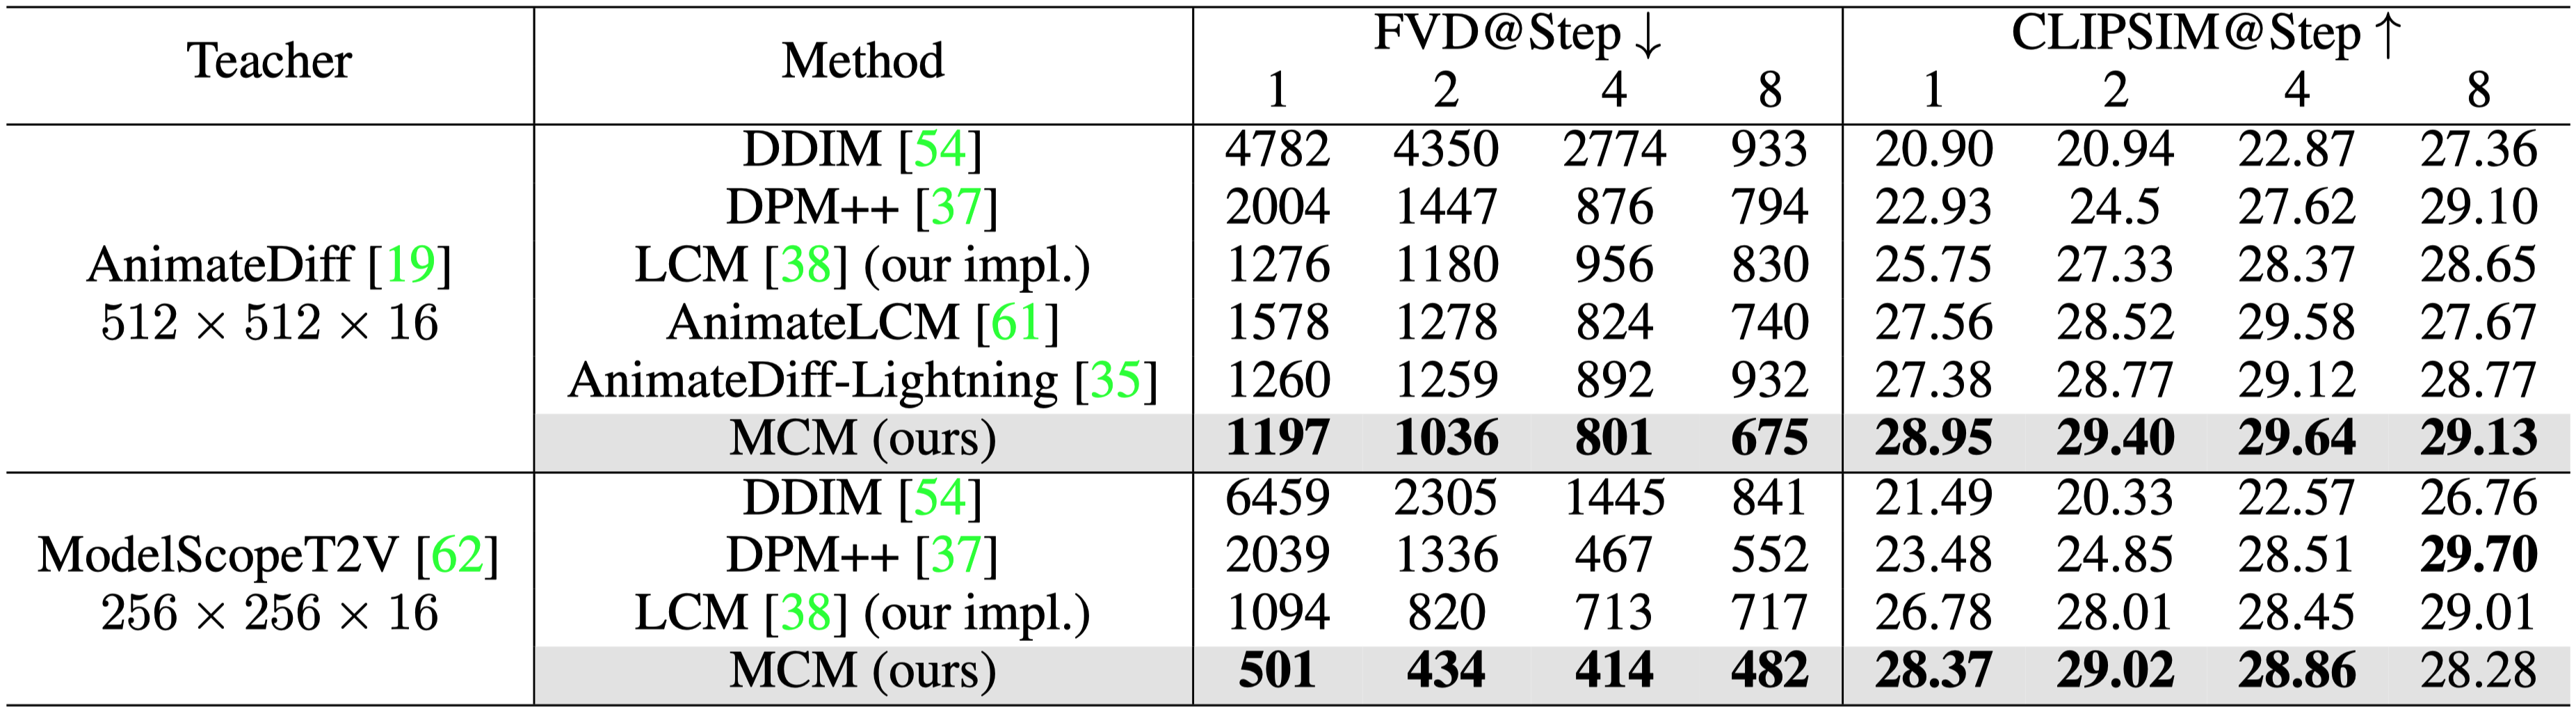 Teacher Method FVD@Step ↓ CLIPSIM@Step ↑
1 2 4 8 1 2 4 8
DDIM [54] 4782 4350 2774 933 20.90 20.94 22.87 27.36
DPM++ [37] 2004 1447 876 794 22.93 24.5 27.62 29.10
AnimateDiff [19] LCM [38] (our impl.) 1276 1180 956 830 25.75 27.33 28.37 28.65
512 × 512 × 16 AnimateLCM [61] 1578 1278 824 740 27.56 28.52 29.58 27.67
AnimateDiff-Lightning [35] 1260 1259 892 932 27.38 28.77 29.12 28.77
MCM (ours) 1197 1036 801 675 28.95 29.40 29.64 29.13
DDIM [54] 6459 2305 1445 841 21.49 20.33 22.57 26.76
ModelScopeT2V [62] DPM++ [37] 2039 1336 467 552 23.48 24.85 28.51 29.70
256 × 256 × 16 LCM [38] (our impl.) 1094 820 713 717 26.78 28.01 28.45 29.01
MCM (ours) 501 434 414 482 28.37 29.02 28.86 28.28